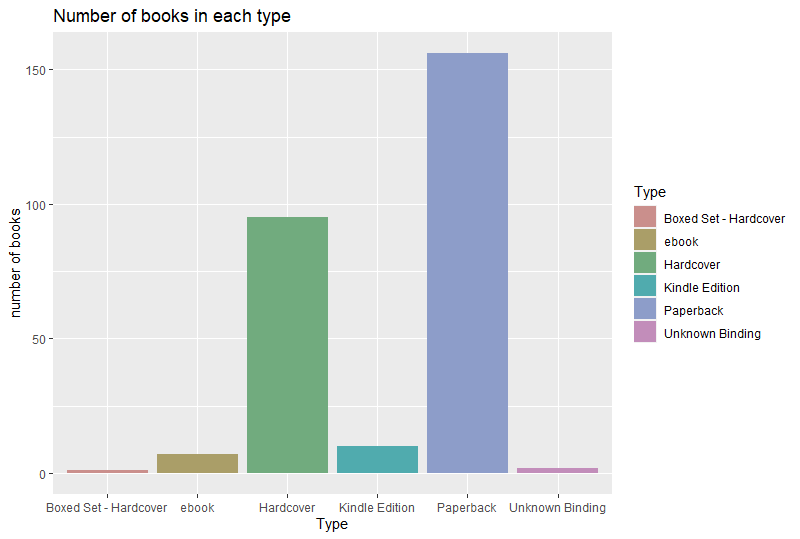 Number of books in each type
number of books
150
100
50
0
Boxed Set - Hardcover
ebook
Hardcover
Kindle Edition
Paperback
Unknown Binding
Type
Type
Boxed Set - Hardcover
ebook
Hardcover
Kindle Edition
Paperback
Unknown Binding